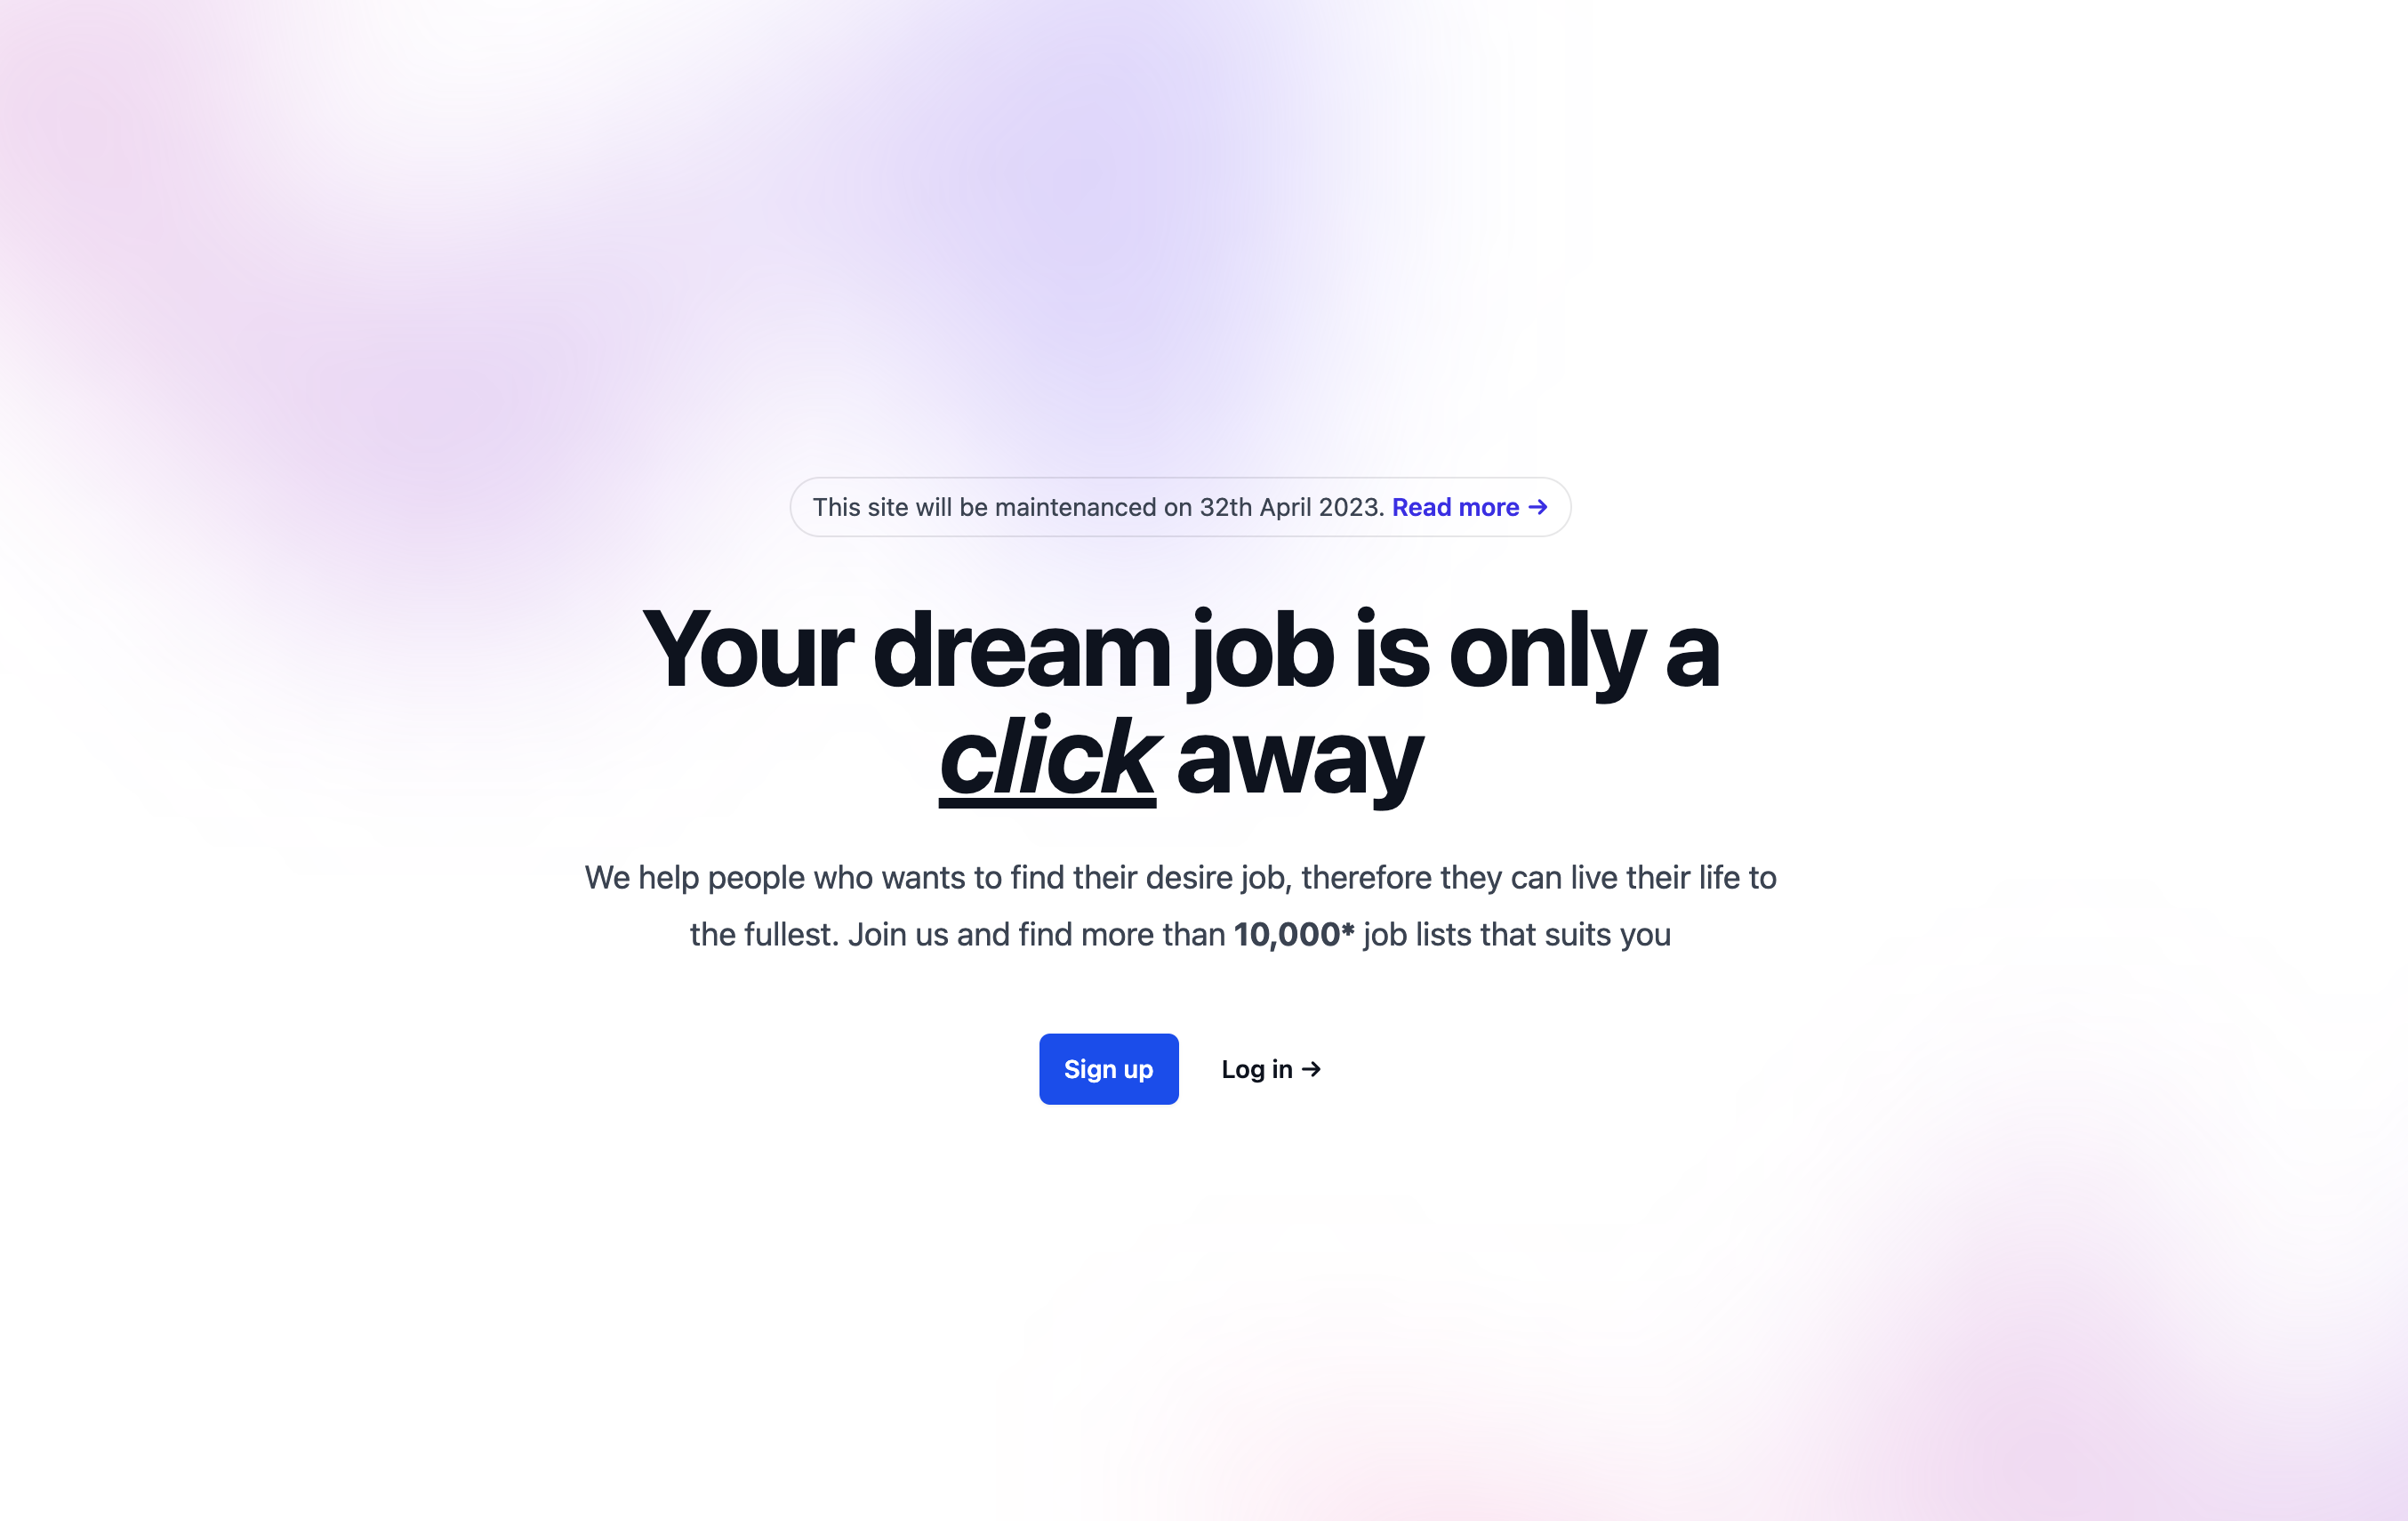 This site will be maintenanced on 32th April 2023. Read more →
Your dream job is only a
click away
We help people who wants to find their desire job, therefore they can live their life to
the fullest. Join us and find more than 10,000* job lists that suits you
Sign up Log in →